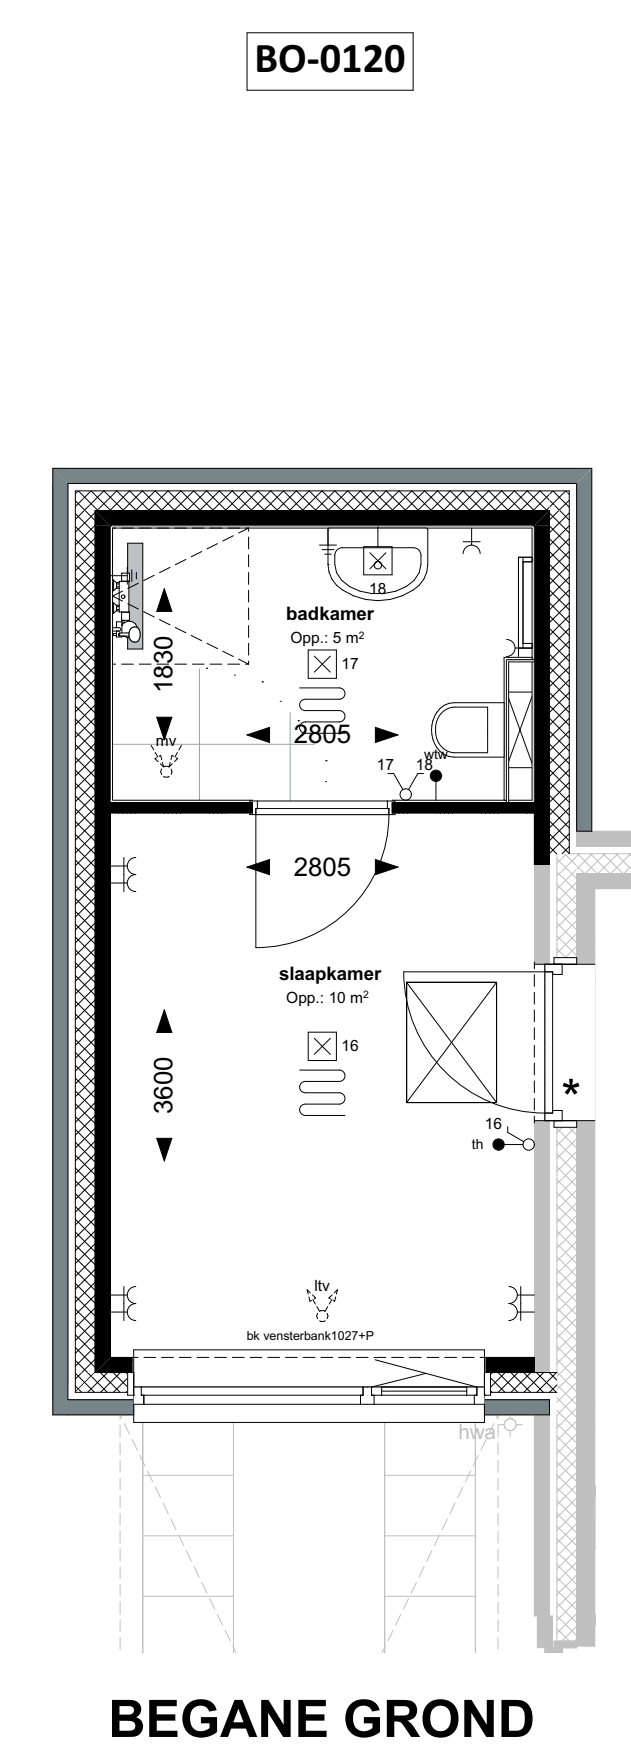 BO-0120
18
badkamer
Opp.: 5 m²
17
1830
2805
mv
wtw
17
18
2805
slaapkamer
Opp.: 10 m²
16
3600
*
16
th
ltv
bk vensterbank1027+P
hwa
BEGANE GROND